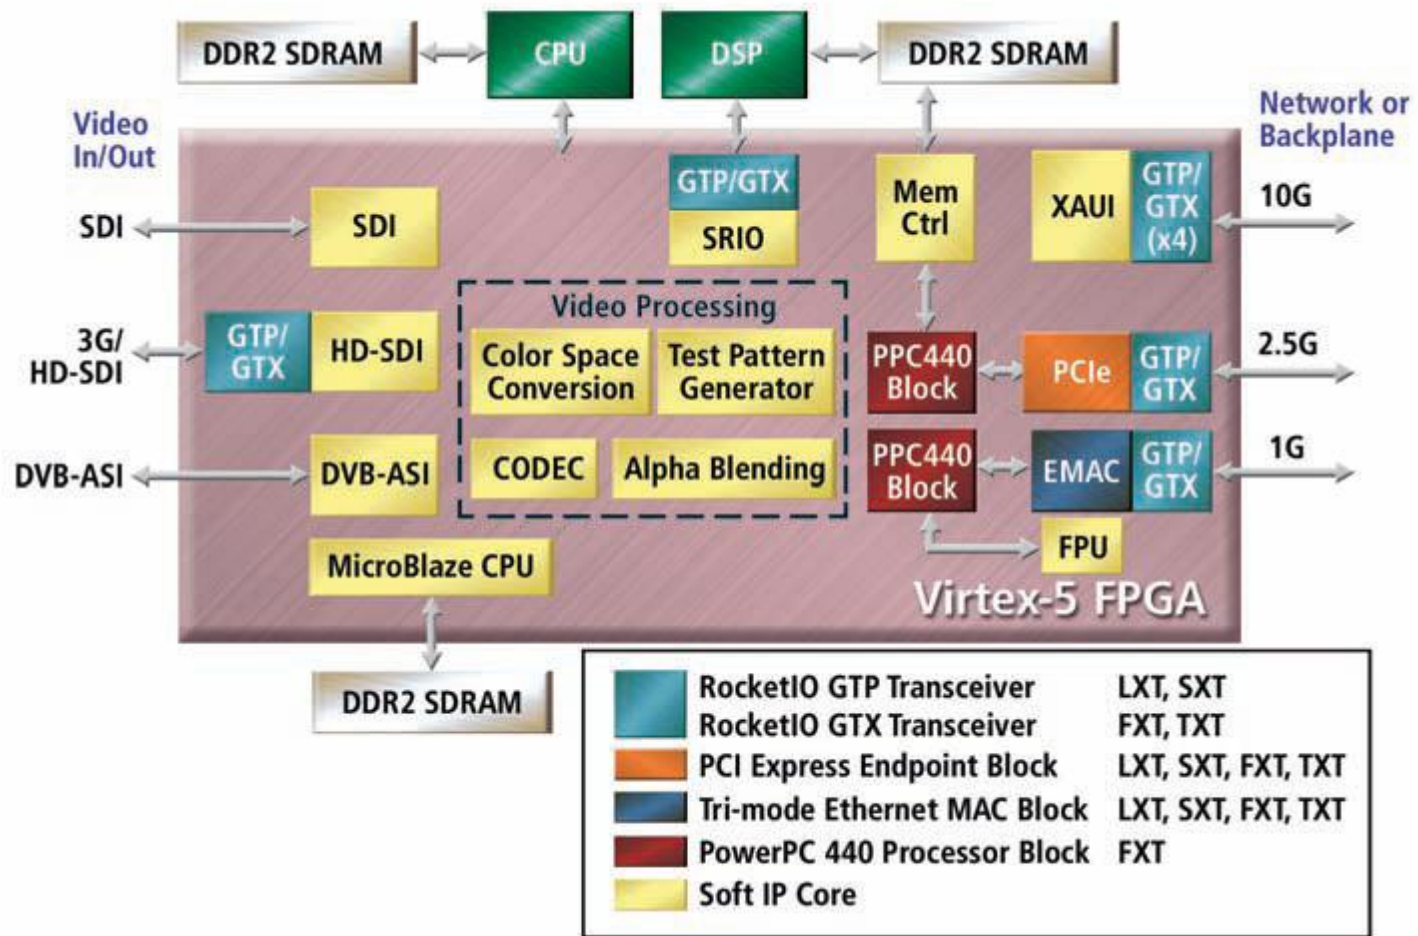 DDR2 SDRAM
CPU
DSP
DDR2 SDRAM
Video
In/Out
Network or
Backplane
SDI
SDI
GTP/GTX
SRIO
Mem
Ctrl
XAUI
GTP/
GTX
(x4)
10G
Video Processing
3G/
HD-SDI
GTP/
GTX
HD-SDI
Color Space
Conversion
Test Pattern
Generator
PPC440
Block
PCIe
GTP/
GTX
2.5G
DVB-ASI
DVB-ASI
CODEC
Alpha Blending
PPC440
Block
EMAC
GTP/
GTX
1G
MicroBlaze CPU
FPU
Virtex-5 FPGA
DDR2 SDRAM
RocketIO GTP Transceiver LXT, SXT
RocketIO GTX Transceiver FXT, TXT
PCI Express Endpoint Block LXT, SXT, FXT, TXT
Tri-mode Ethernet MAC Block LXT, SXT, FXT, TXT
PowerPC 440 Processor Block FXT
Soft IP Core